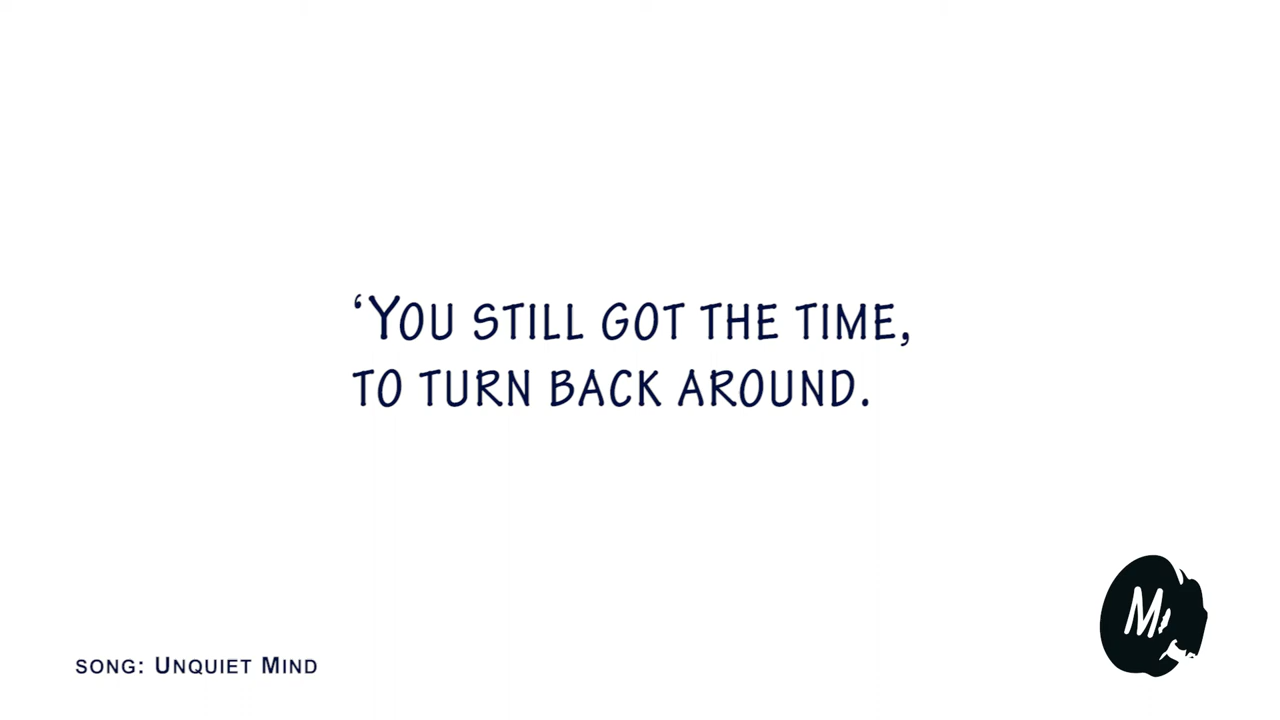 ‘You still got the time,
to turn back around.
M
song: Unquiet Mind